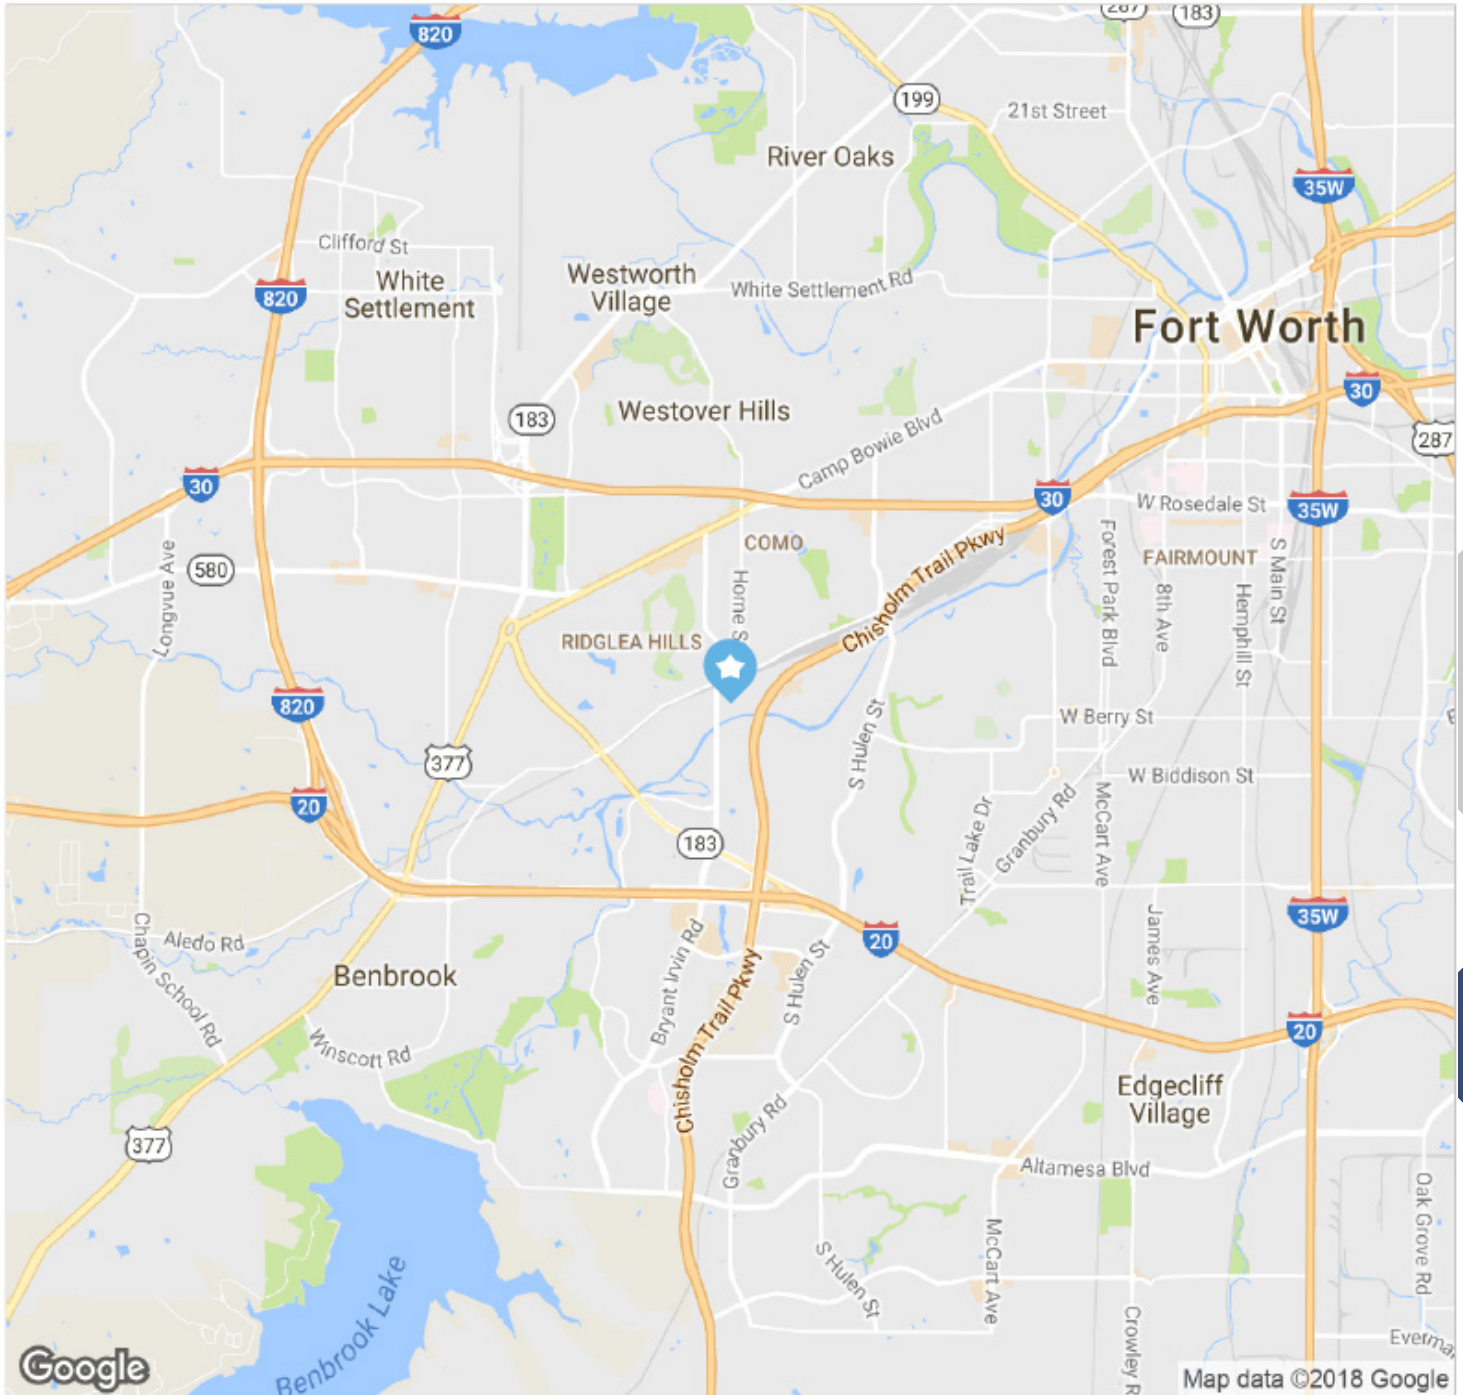 820
287
183
199
21st Street
River Oaks
35W
Clifford St
White
Settlement
Westworth
Village
White Settlement Rd
820
Fort Worth
30
287
183
Westover Hills
Camp Bowie Blvd
30
30
W Rosedale St
35W
COMO
Chisholm Trail Pkwy
FAIRMOUNT
580
Longvue Ave
Horne S
Forest Park Blvd
8th Ave
Hemphill St
S Main St
RIDGLEA HILLS
820
377
S Hulen St
W Berry St
W Biddison St
20
183
Trail Lake Dr
Granbury Rd
McCart Ave
35W
James Ave
20
Aledo Rd
Chapin School Rd
Benbrook
Bryant Irvin Rd
Chisholm Trail Pkwy
S Hulen St
Winscott Rd
20
Edgecliff
Village
377
Granbury Rd
Altamesa Blvd
Oak Grove Rd
S Hulen St
McCart Ave
Crowley R
Everma
Benbrook Lake
Google
Map data ©2018 Google